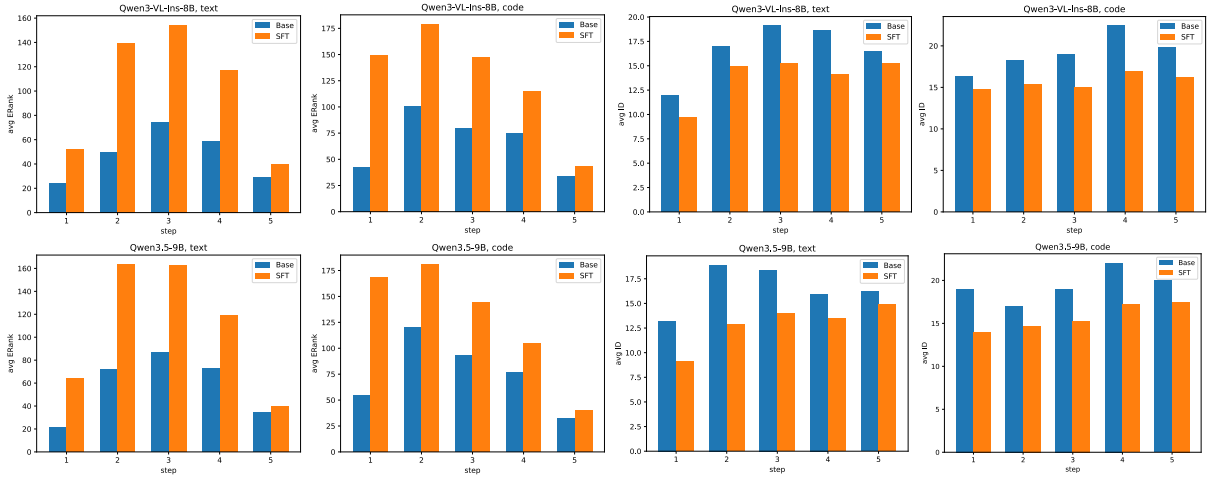 Qwen3-VL-Ins-8B, text
160
140
120
100
80
60
40
20
0
avg ERank
1 2 3 4 5
step
Base
SFT
Qwen3-VL-Ins-8B, code
175
150
125
100
75
50
25
0
avg ERank
1 2 3 4 5
step
Base
SFT
Qwen3-VL-Ins-8B, text
20.0
17.5
15.0
12.5
10.0
7.5
5.0
2.5
0.0
avg ID
1 2 3 4 5
step
Base
SFT
Qwen3-VL-Ins-8B, code
20
15
10
5
0
avg ID
1 2 3 4 5
step
Base
SFT
Qwen3.5-9B, text
160
140
120
100
80
60
40
20
0
avg ERank
1 2 3 4 5
step
Base
SFT
Qwen3.5-9B, code
175
150
125
100
75
50
25
0
avg ERank
1 2 3 4 5
step
Base
SFT
Qwen3.5-9B, text
17.5
15.0
12.5
10.0
7.5
5.0
2.5
0.0
avg ID
1 2 3 4 5
step
Base
SFT
Qwen3.5-9B, code
20
15
10
5
0
avg ID
1 2 3 4 5
step
Base
SFT